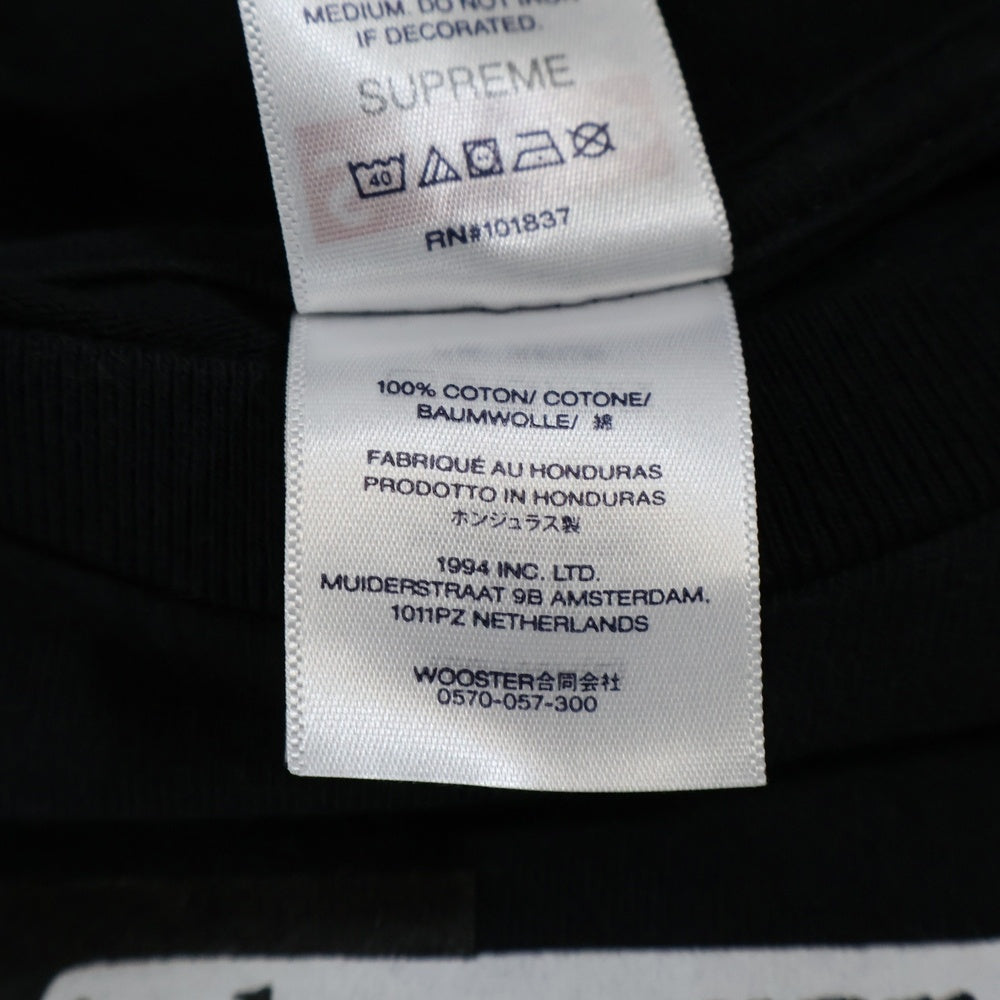 MEDIUM. DO NOT IRON
IF DECORATED.
SUPREME
40
RN#101837
100% COTON/ COTONE/
BAUMWOLLE/ 綿
FABRIQUÉ AU HONDURAS
PRODOTTO IN HONDURAS
ホンジュラス製
1994 INC. LTD.
MUIDERSTRAAT 9B AMSTERDAM,
1011PZ NETHERLANDS
WOOSTER合同会社
0570-057-300